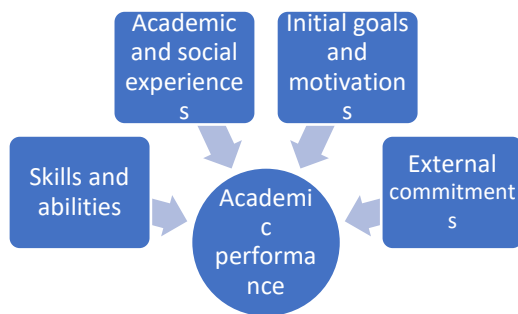 Academic
and social
experience
s
Initial goals
and
motivation
s
Skills and
abilities
External
commitment
s
Academi
c
performa
nce